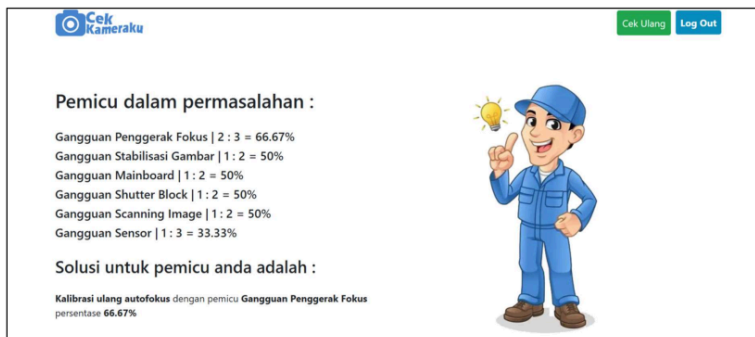 Cek
Kameraku
Cek Ulang
Log Out
Pemicu dalam permasalahan :
Gangguan Penggerak Fokus | 2 : 3 = 66.67%
Gangguan Stabilisasi Gambar | 1 : 2 = 50%
Gangguan Mainboard | 1 : 2 = 50%
Gangguan Shutter Block | 1 : 2 = 50%
Gangguan Scanning Image | 1 : 2 = 50%
Gangguan Sensor | 1 : 3 = 33.33%
Solusi untuk pemicu anda adalah :
Kalibrasi ulang autofokus dengan pemicu Gangguan Penggerak Fokus
persentase 66.67%